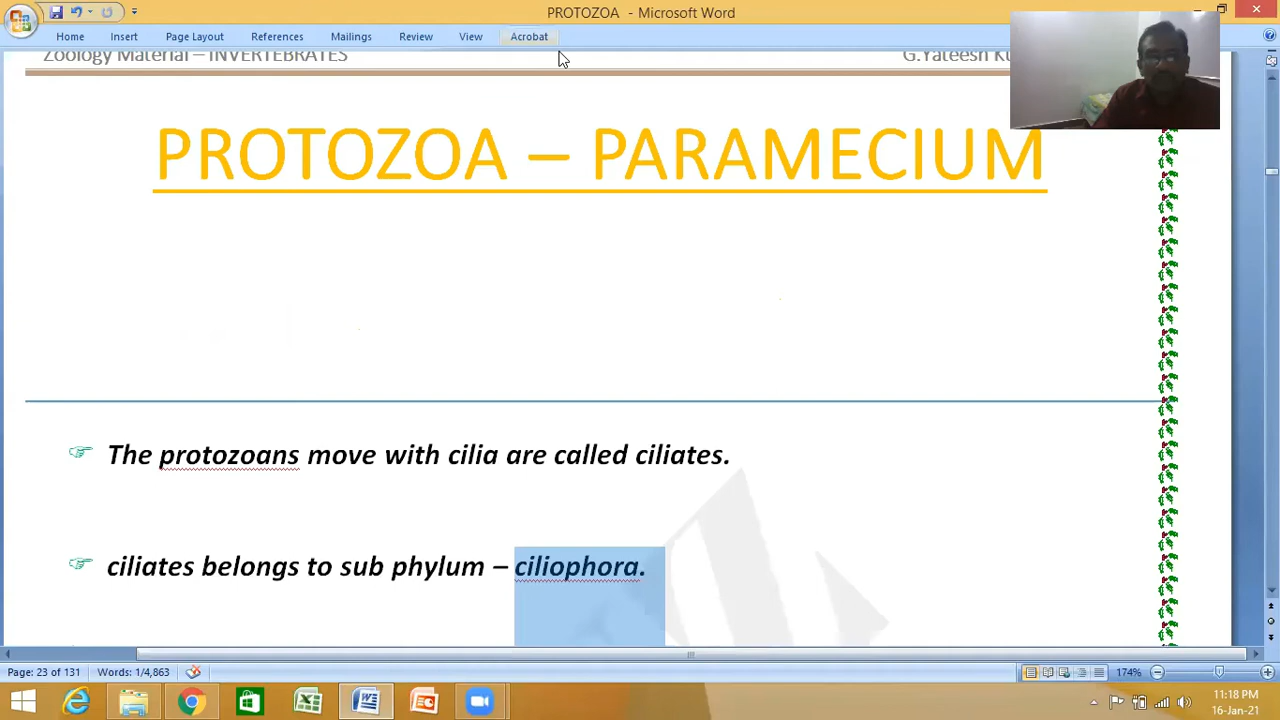 PROTOZOA - Microsoft Word
Home Insert Page Layout References Mailings Review View Acrobat
Zoology Material – INVERTEBRATES G.Yateesh
PROTOZOA – PARAMECIUM
The protozoans move with cilia are called ciliates.
ciliates belongs to sub phylum – ciliophora.
Page: 23 of 131 Words: 1/4,863 174%
11:18 PM
16-Jan-21